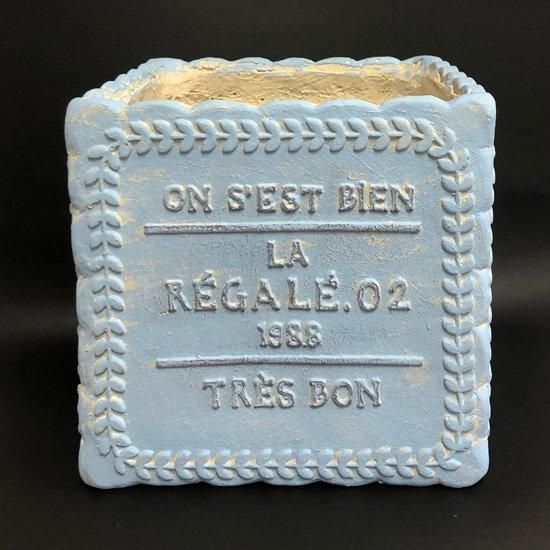 ON S'EST BIEN
LA
RÉGALÉ.02
1988
TRÈS BON